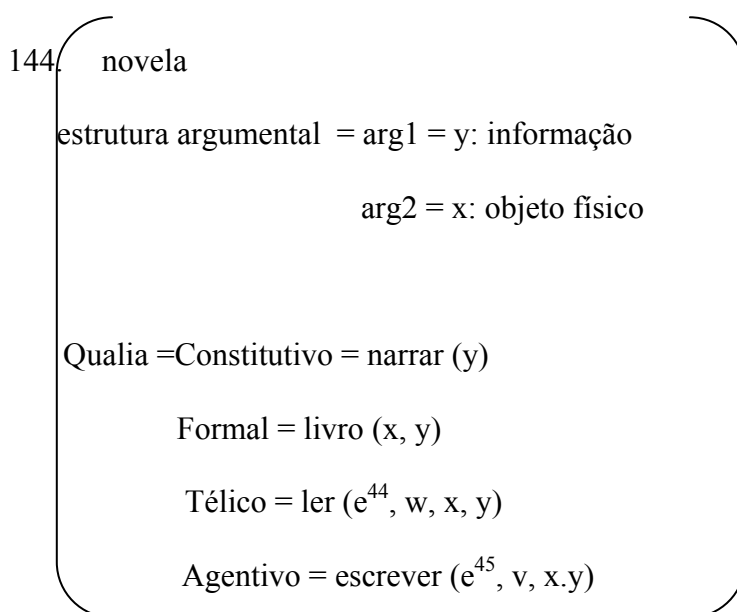 144. novela
estrutura argumental = arg1 = y: informação
arg2 = x: objeto físico
Qualia =Constitutivo = narrar (y)
Formal = livro (x, y)
Télico = ler (e⁴⁴, w, x, y)
Agentivo = escrever (e⁴⁵, v, x.y)